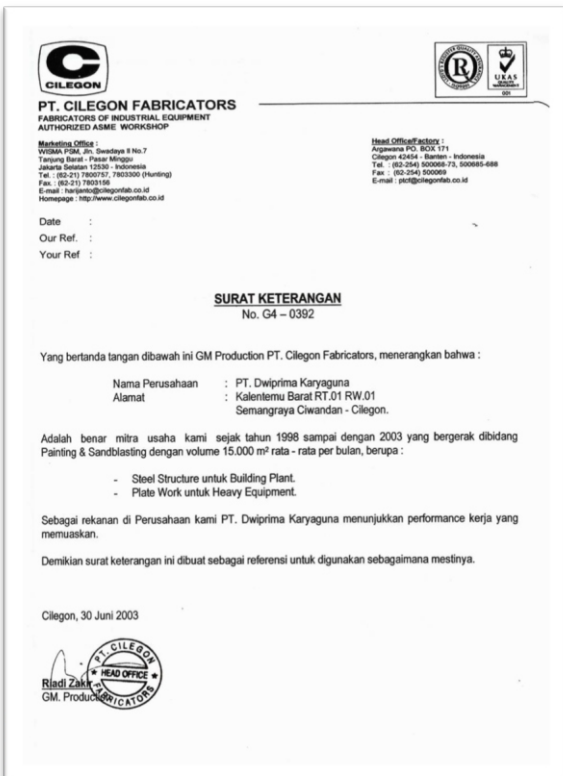 C
CILEGON
PT. CILEGON FABRICATORS
FABRICATORS OF INDUSTRIAL EQUIPMENT
AUTHORIZED ASME WORKSHOP
Marketing Office :
WISMA PSM, Jln. Swadaya II No.7
Tanjung Barat - Pasar Minggu
Jakarta Selatan 12530 - Indonesia
Tel. : (62-21) 7800757, 7803300 (Hunting)
Fax. : (62-21) 7803156
E-mail : harijanto@cilegonfab.co.id
Homepage : http://www.cilegonfab.co.id
R
UKAS
QUALITY
MANAGEMENT
001
Head Office/Factory :
Argawana PO. BOX 171
Cilegon 42454 - Banten - Indonesia
Tel. : (62-254) 500068-73, 500685-688
Fax : (62-254) 500069
E-mail : ptcf@cilegonfab.co.id
Date :
Our Ref. :
Your Ref :
SURAT KETERANGAN
No. G4 – 0392
Yang bertanda tangan dibawah ini GM Production PT. Cilegon Fabricators, menerangkan bahwa :
Nama Perusahaan : PT. Dwiprima Karyaguna
Alamat : Kalentemu Barat RT.01 RW.01
Semangraya Ciwandan - Cilegon.
Adalah benar mitra usaha kami sejak tahun 1998 sampai dengan 2003 yang bergerak dibidang
Painting & Sandblasting dengan volume 15.000 m² rata - rata per bulan, berupa :
- Steel Structure untuk Building Plant.
- Plate Work untuk Heavy Equipment.
Sebagai rekanan di Perusahaan kami PT. Dwiprima Karyaguna menunjukkan performance kerja yang
memuaskan.
Demikian surat keterangan ini dibuat sebagai referensi untuk digunakan sebagaimana mestinya.
Cilegon, 30 Juni 2003
PT. CILEGON
HEAD OFFICE
FABRICATORS
Riadi Zakir
GM. Production